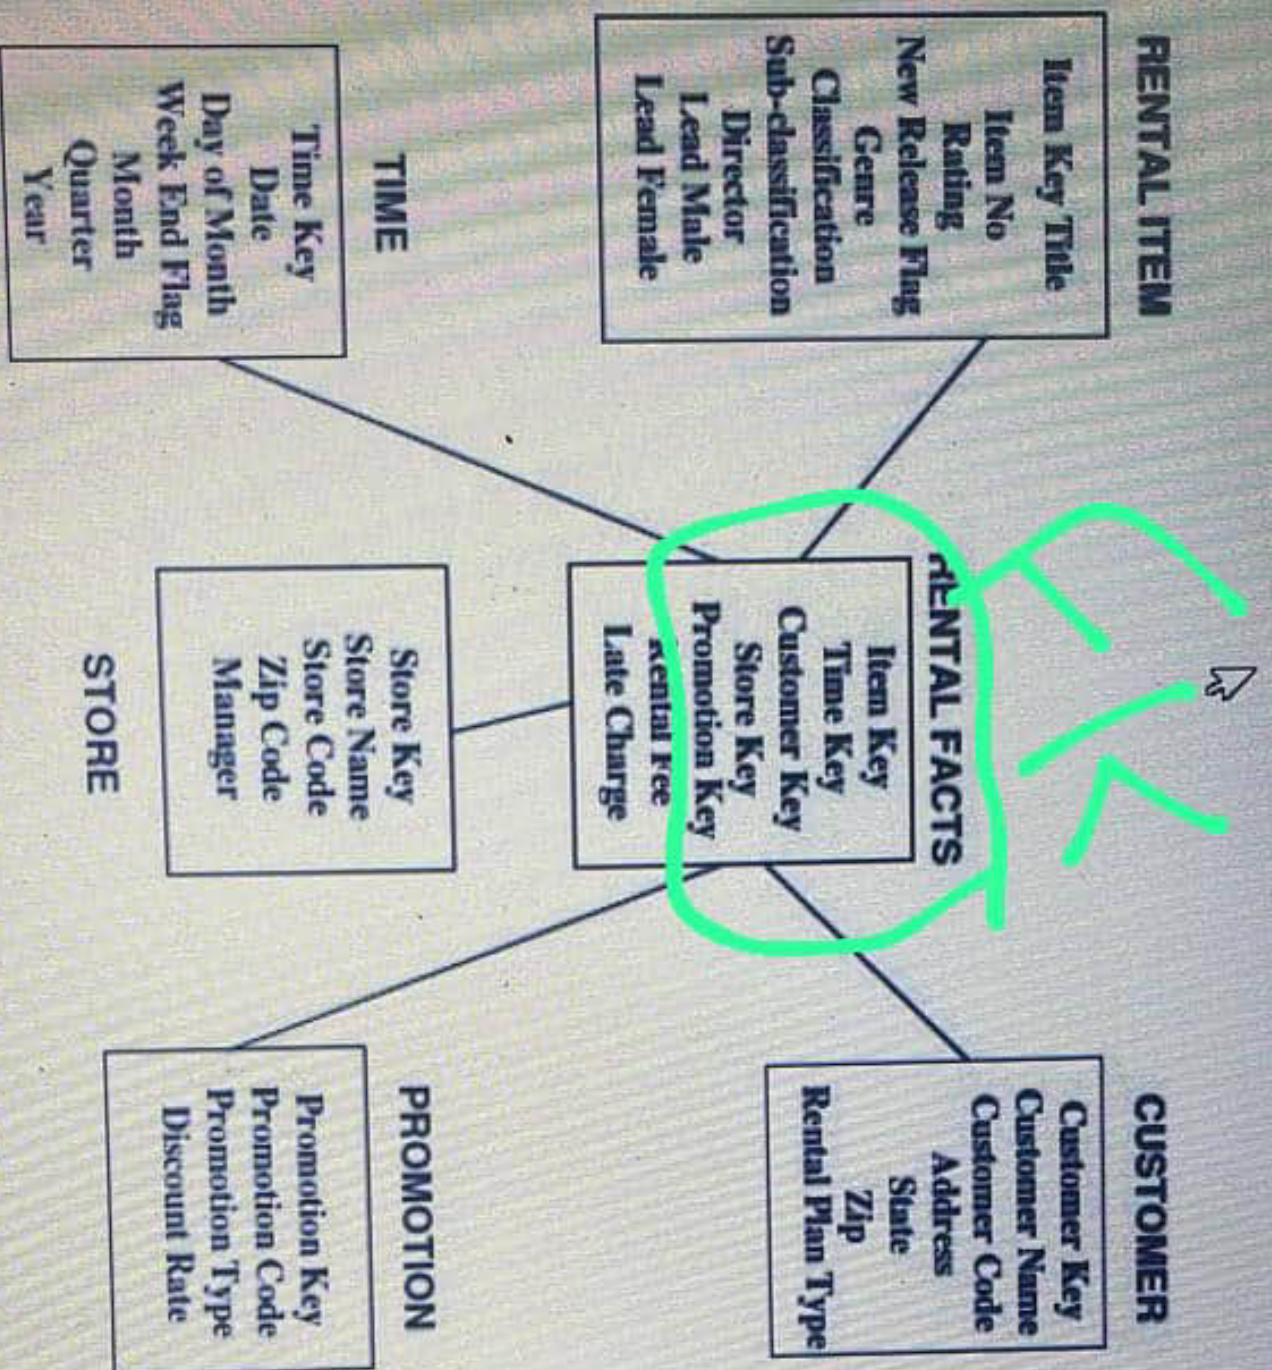 RENTAL ITEM
Item Key Title
Item No
Rating
New Release Flag
Genre
Classification
Sub-classification
Director
Lead Male
Lead Female
RENTAL FACTS
Item Key
Time Key
Customer Key
Store Key
Promotion Key
Rental Fee
Late Charge
CUSTOMER
Customer Key
Customer Name
Customer Code
Address
State
Zip
Rental Plan Type
TIME
Time Key
Date
Day of Month
Week End Flag
Month
Quarter
Year
Store Key
Store Name
Store Code
Zip Code
Manager
STORE
PROMOTION
Promotion Key
Promotion Code
Promotion Type
Discount Rate